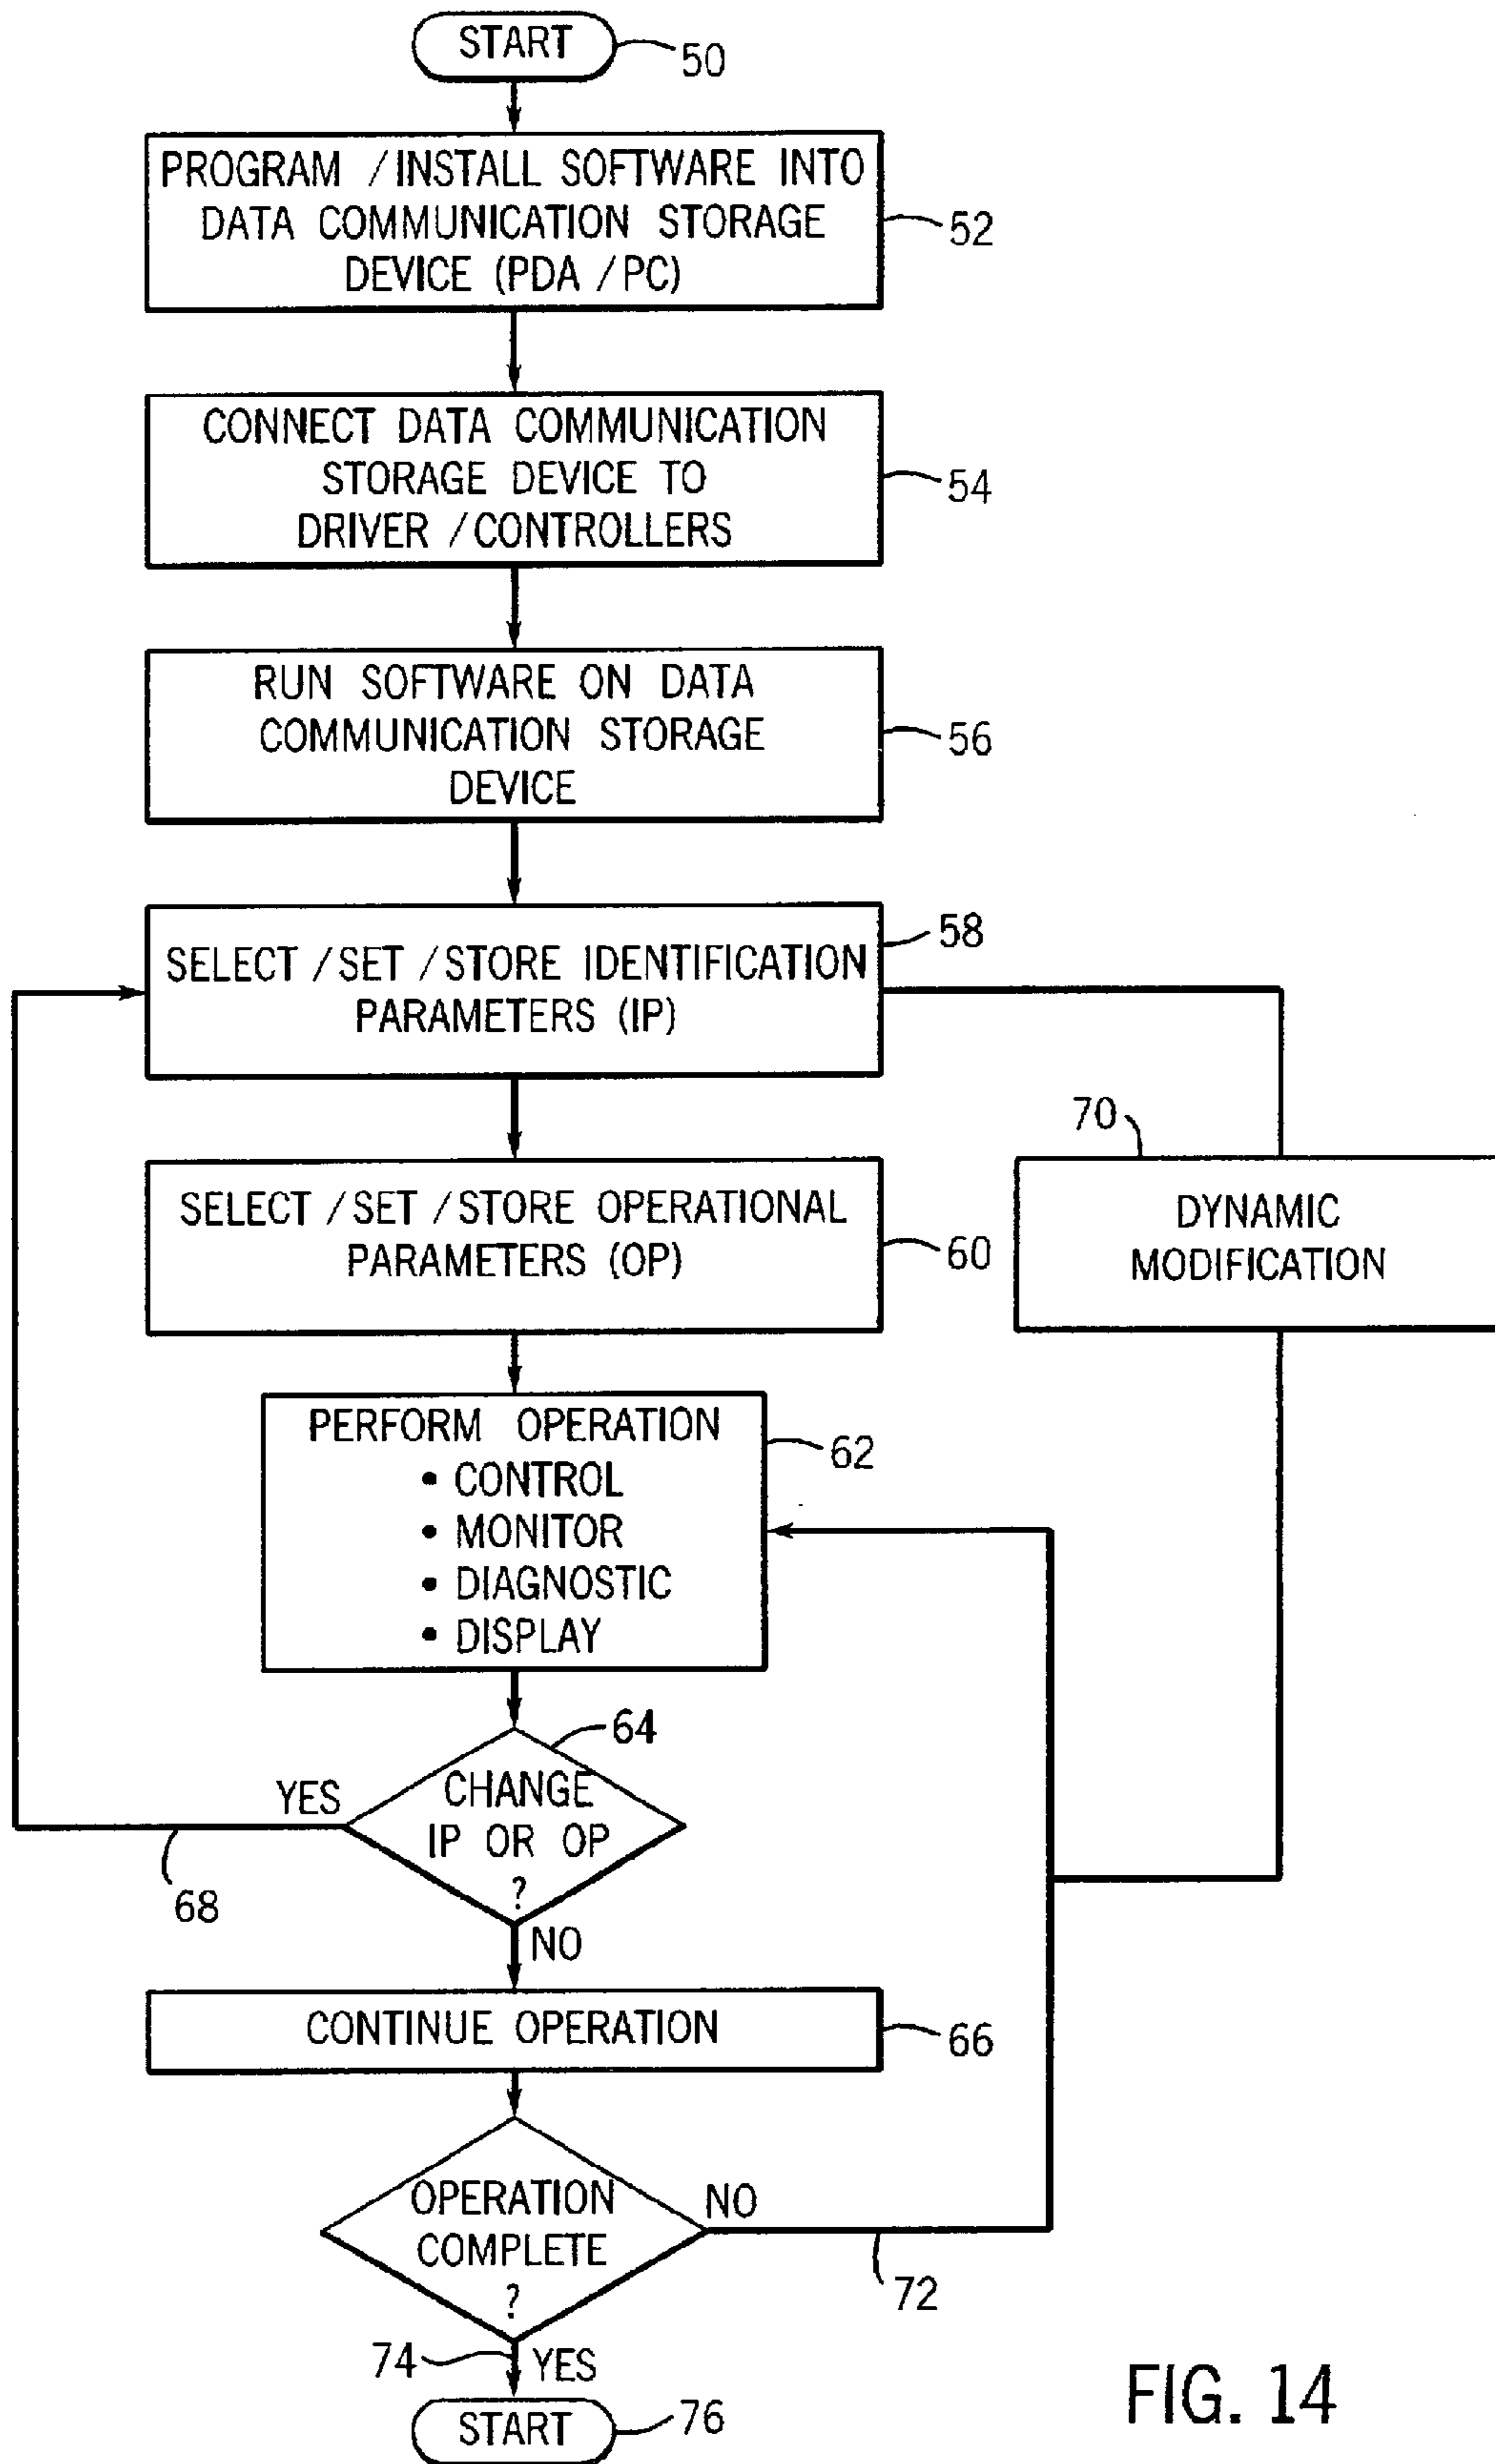 START
50
PROGRAM / INSTALL SOFTWARE INTO
DATA COMMUNICATION STORAGE
DEVICE (PDA / PC)
52
CONNECT DATA COMMUNICATION
STORAGE DEVICE TO
DRIVER / CONTROLLERS
54
RUN SOFTWARE ON DATA
COMMUNICATION STORAGE
DEVICE
56
SELECT / SET / STORE IDENTIFICATION
PARAMETERS (IP)
58
SELECT / SET / STORE OPERATIONAL
PARAMETERS (OP)
60
70
DYNAMIC
MODIFICATION
PERFORM OPERATION
• CONTROL
• MONITOR
• DIAGNOSTIC
• DISPLAY
62
64
CHANGE
IP OR OP
?
YES
68
NO
CONTINUE OPERATION
66
OPERATION
COMPLETE
?
NO
72
74
YES
START
76
FIG. 14